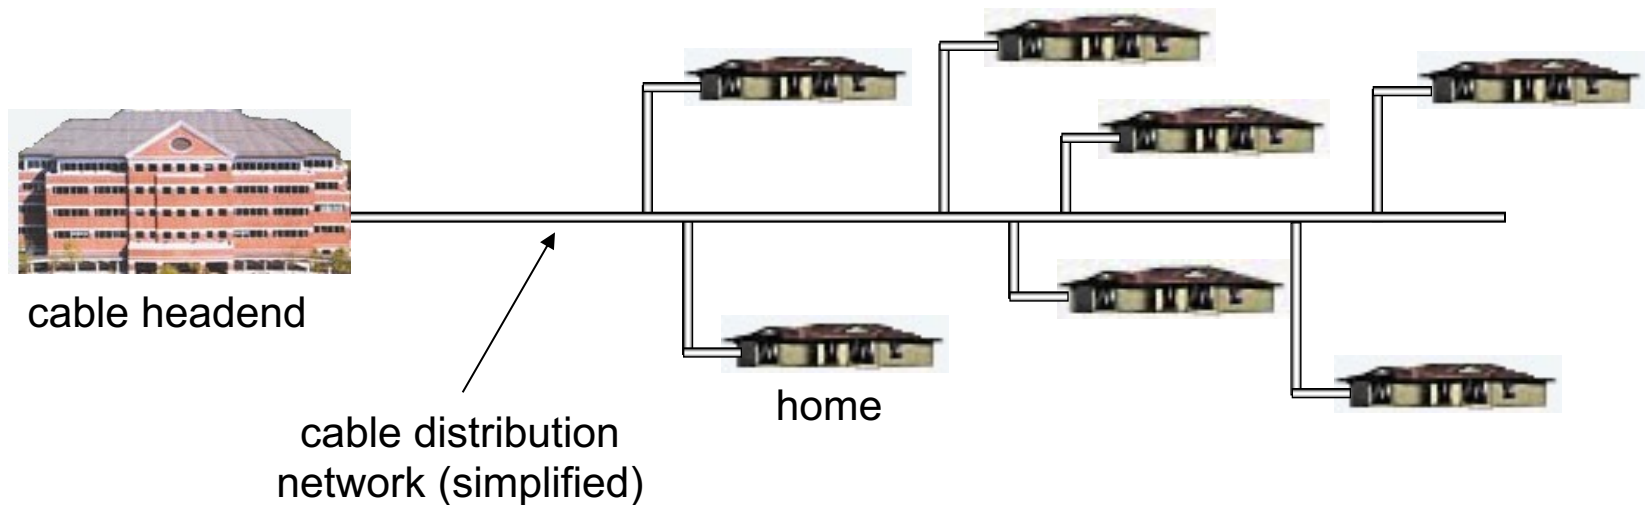 cable headend
home
cable distribution
network (simplified)